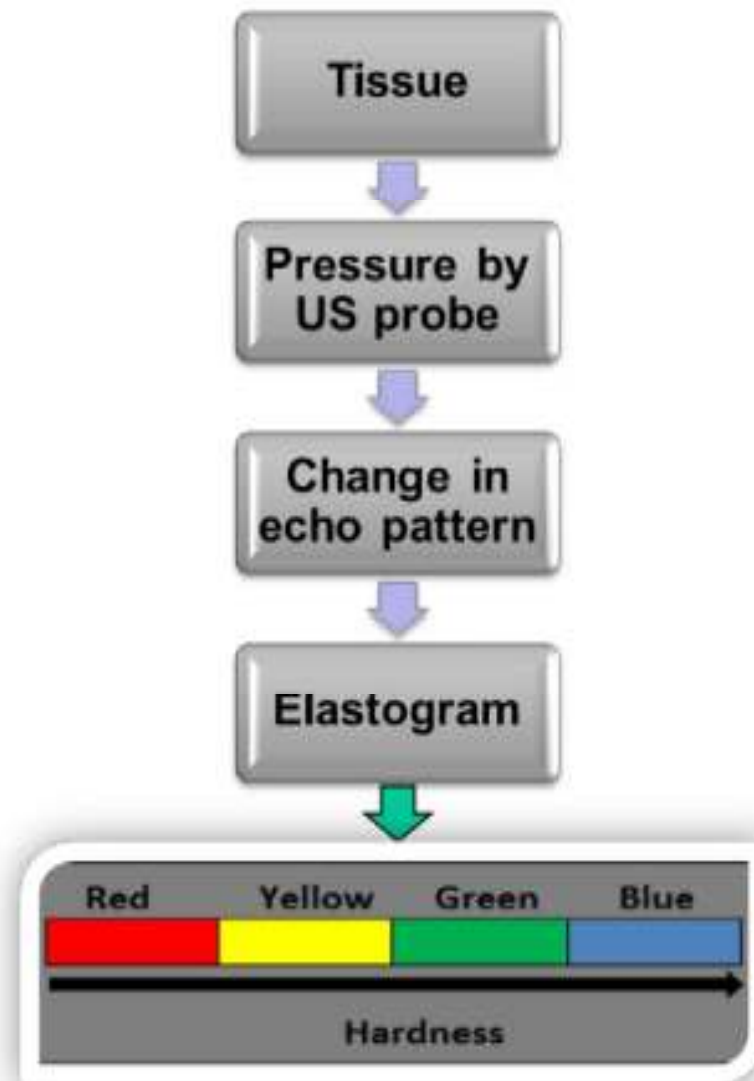 Tissue
Pressure by
US probe
Change in
echo pattern
Elastogram
Red Yellow Green Blue
Hardness